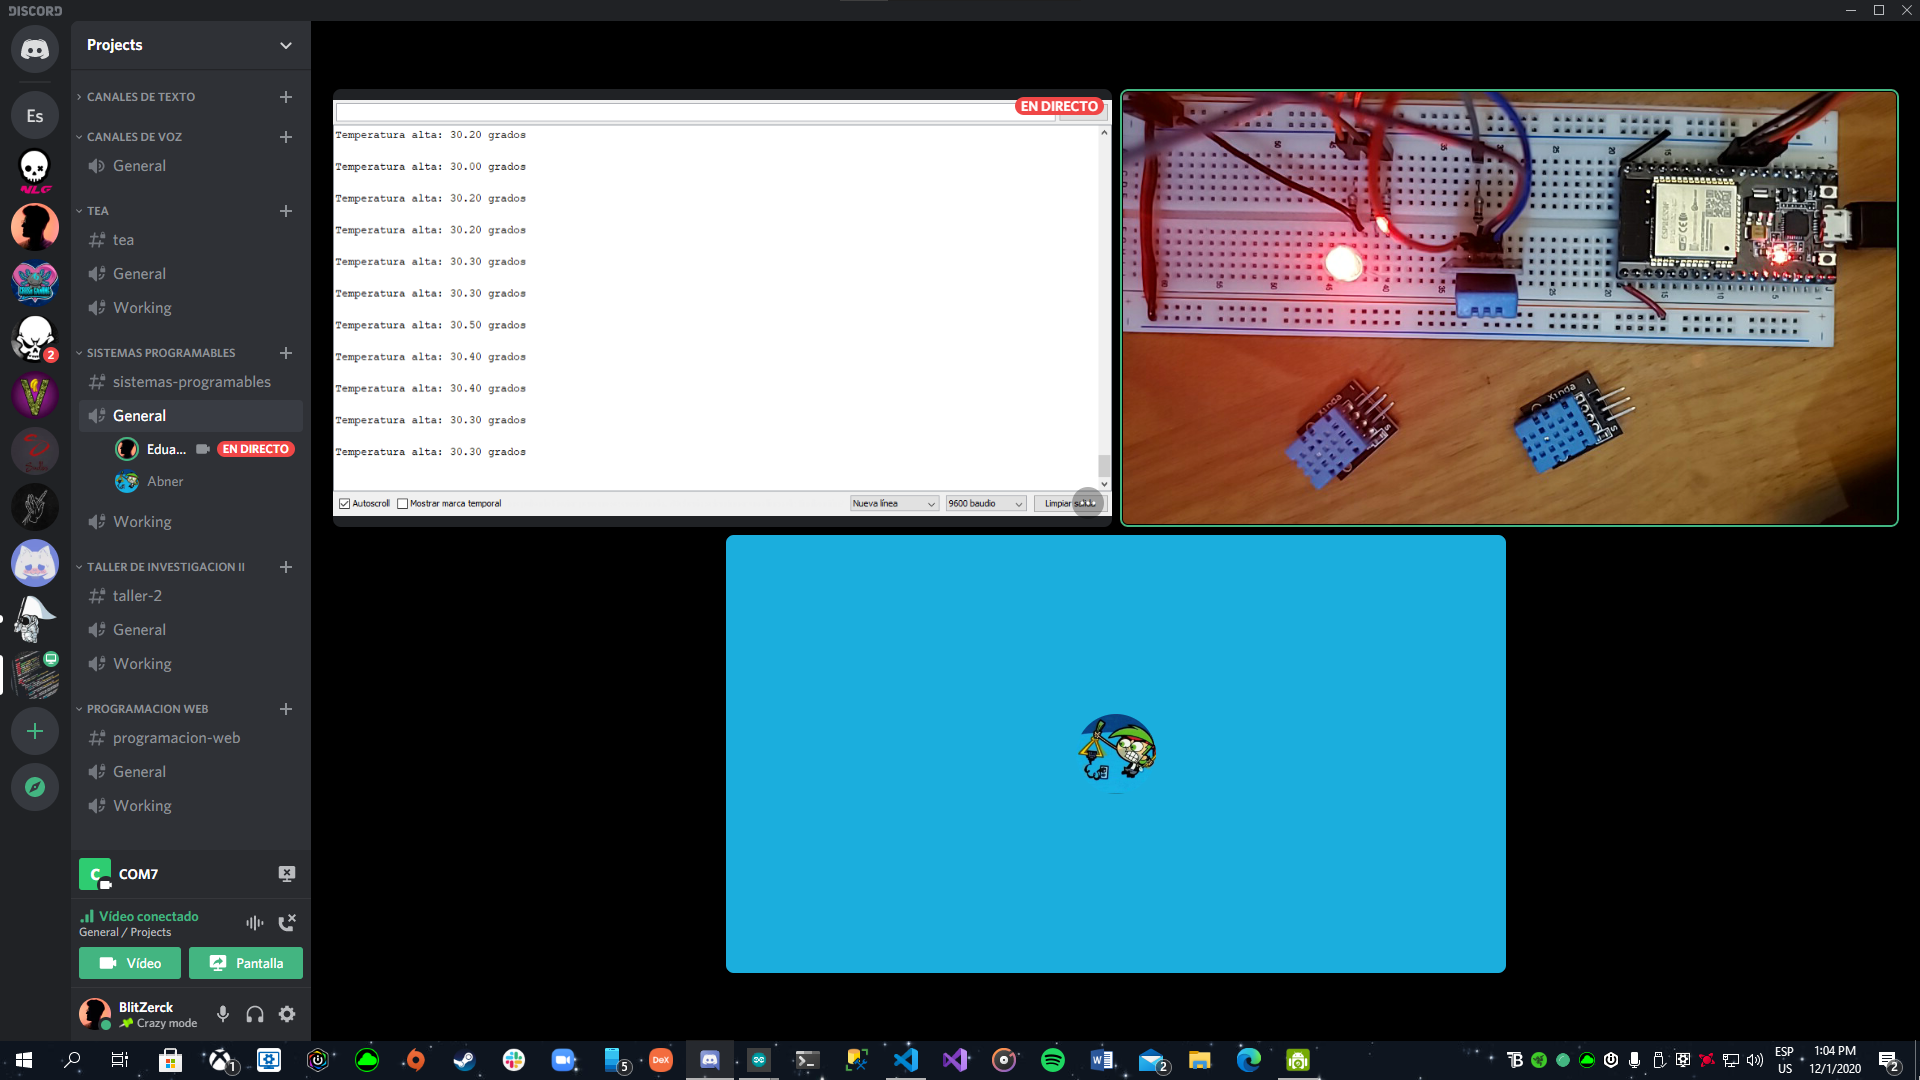 DISCORD
Projects
Es
CANALES DE TEXTO
CANALES DE VOZ
General
TEA
tea
General
Working
SISTEMAS PROGRAMABLES
sistemas-programables
General
Edua... EN DIRECTO
Abner
Working
TALLER DE INVESTIGACION II
taller-2
General
Working
PROGRAMACION WEB
programacion-web
General
Working
NLG
2
C COM7
Vídeo conectado
General / Projects
Vídeo Pantalla
BlitZerck
Crazy mode
EN DIRECTO
Temperatura alta: 30.20 grados
Temperatura alta: 30.00 grados
Temperatura alta: 30.20 grados
Temperatura alta: 30.20 grados
Temperatura alta: 30.30 grados
Temperatura alta: 30.30 grados
Temperatura alta: 30.50 grados
Temperatura alta: 30.40 grados
Temperatura alta: 30.40 grados
Temperatura alta: 30.30 grados
Temperatura alta: 30.30 grados
Autoscroll Mostrar marca temporal Nueva línea 9600 baudio Limpiar
Xinda
Xinda
1 5 DeX 2
ESP
US
1:04 PM
12/1/2020
2